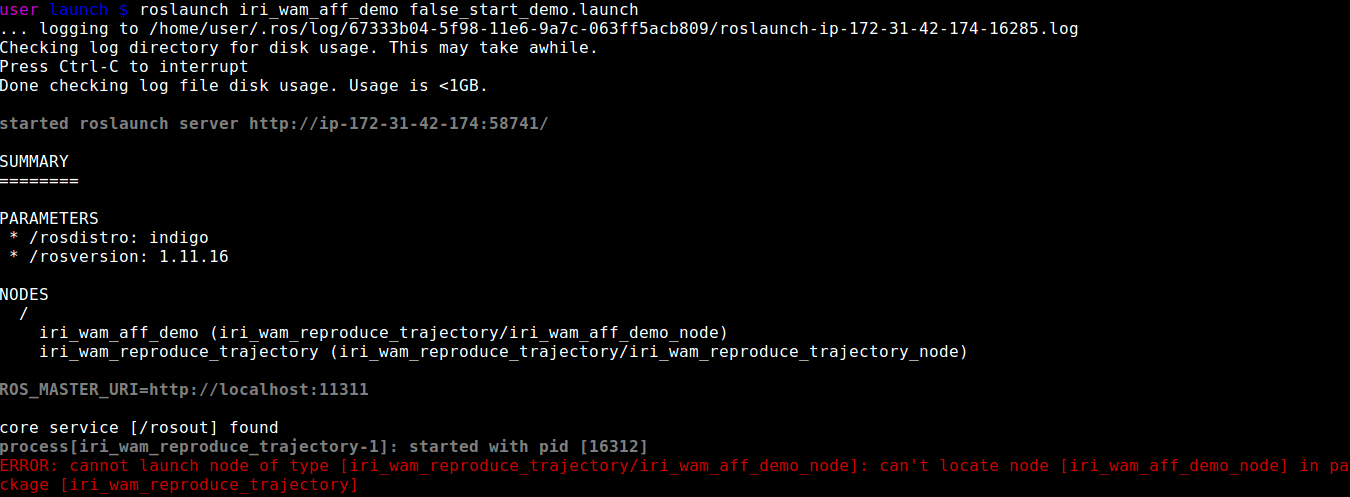 user launch $ roslaunch iri_wam_aff_demo false_start_demo.launch
... logging to /home/user/.ros/log/67333b04-5f98-11e6-9a7c-063ff5acb809/roslaunch-ip-172-31-42-174-16285.log
Checking log directory for disk usage. This may take awhile.
Press Ctrl-C to interrupt
Done checking log file disk usage. Usage is <1GB.
started roslaunch server http://ip-172-31-42-174:58741/
SUMMARY
========
PARAMETERS
* /rosdistro: indigo
* /rosversion: 1.11.16
NODES
/
iri_wam_aff_demo (iri_wam_reproduce_trajectory/iri_wam_aff_demo_node)
iri_wam_reproduce_trajectory (iri_wam_reproduce_trajectory/iri_wam_reproduce_trajectory_node)
ROS_MASTER_URI=http://localhost:11311
core service [/rosout] found
process[iri_wam_reproduce_trajectory-1]: started with pid [16312]
ERROR: cannot launch node of type [iri_wam_reproduce_trajectory/iri_wam_aff_demo_node]: can't locate node [iri_wam_aff_demo_node] in pa
ckage [iri_wam_reproduce_trajectory]